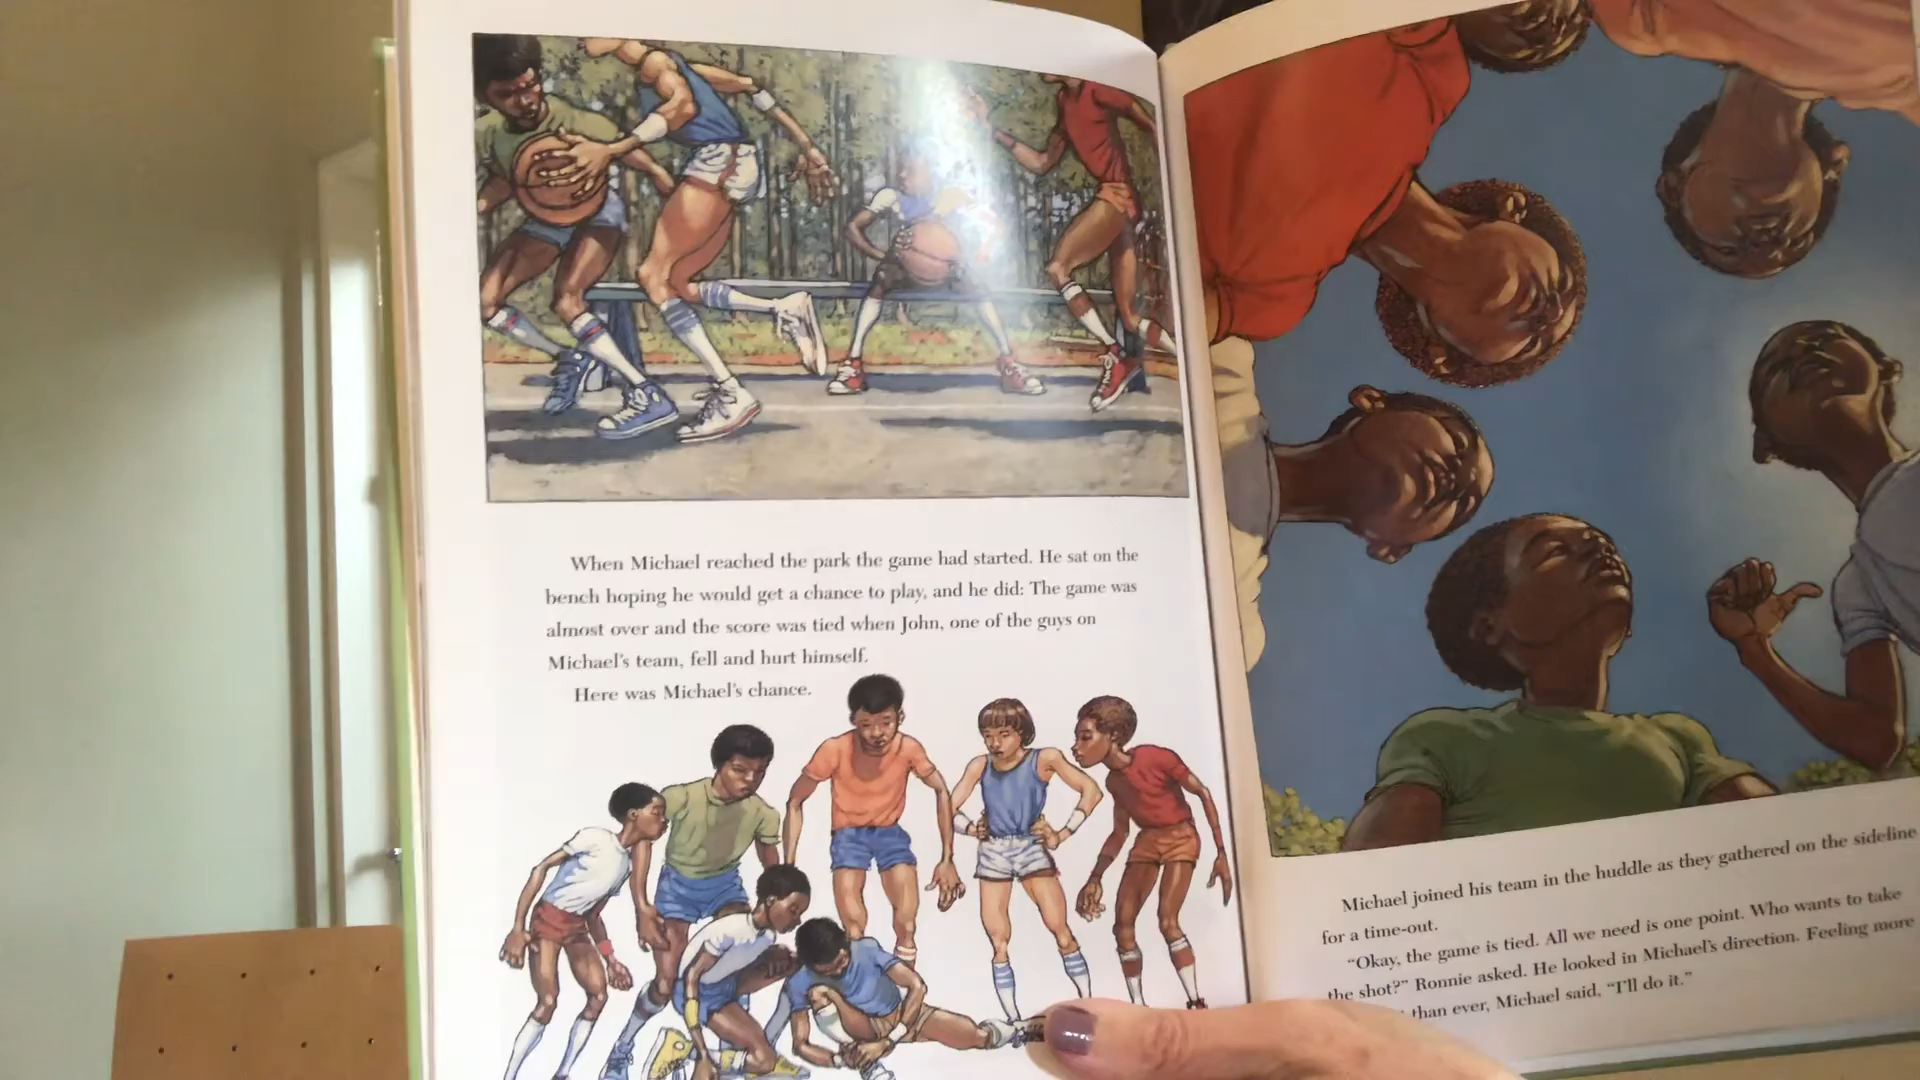 When Michael reached the park the game had started. He sat on the
bench hoping he would get a chance to play, and he did: The game was
almost over and the score was tied when John, one of the guys on
Michael's team, fell and hurt himself.
Here was Michael's chance.
Michael joined his team in the huddle as they gathered on the sideline
for a time-out.
“Okay, the game is tied. All we need is one point. Who wants to take
the shot?” Ronnie asked. He looked in Michael's direction. Feeling more
than ever, Michael said, “I'll do it.”